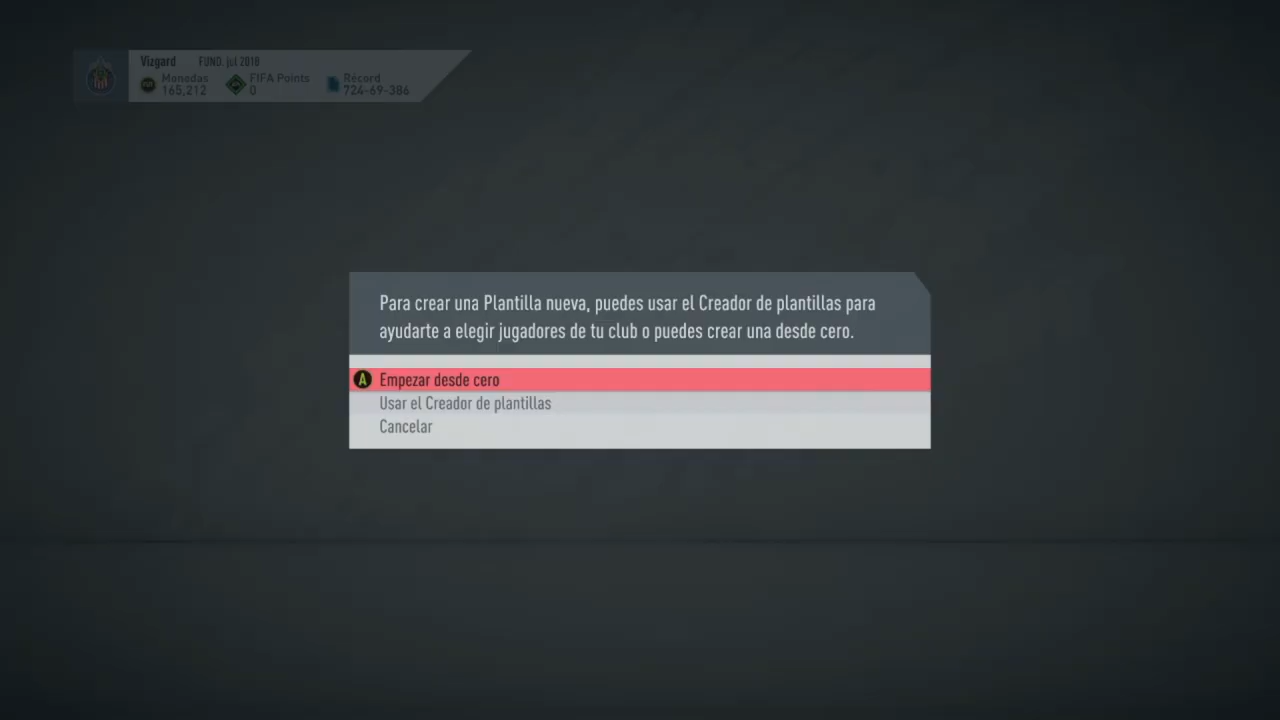 Vizgard FUND. jul 2018
Monedas FIFA Points Récord
165,212 0 724-69-386
Para crear una Plantilla nueva, puedes usar el Creador de plantillas para
ayudarte a elegir jugadores de tu club o puedes crear una desde cero.
A Empezar desde cero
Usar el Creador de plantillas
Cancelar